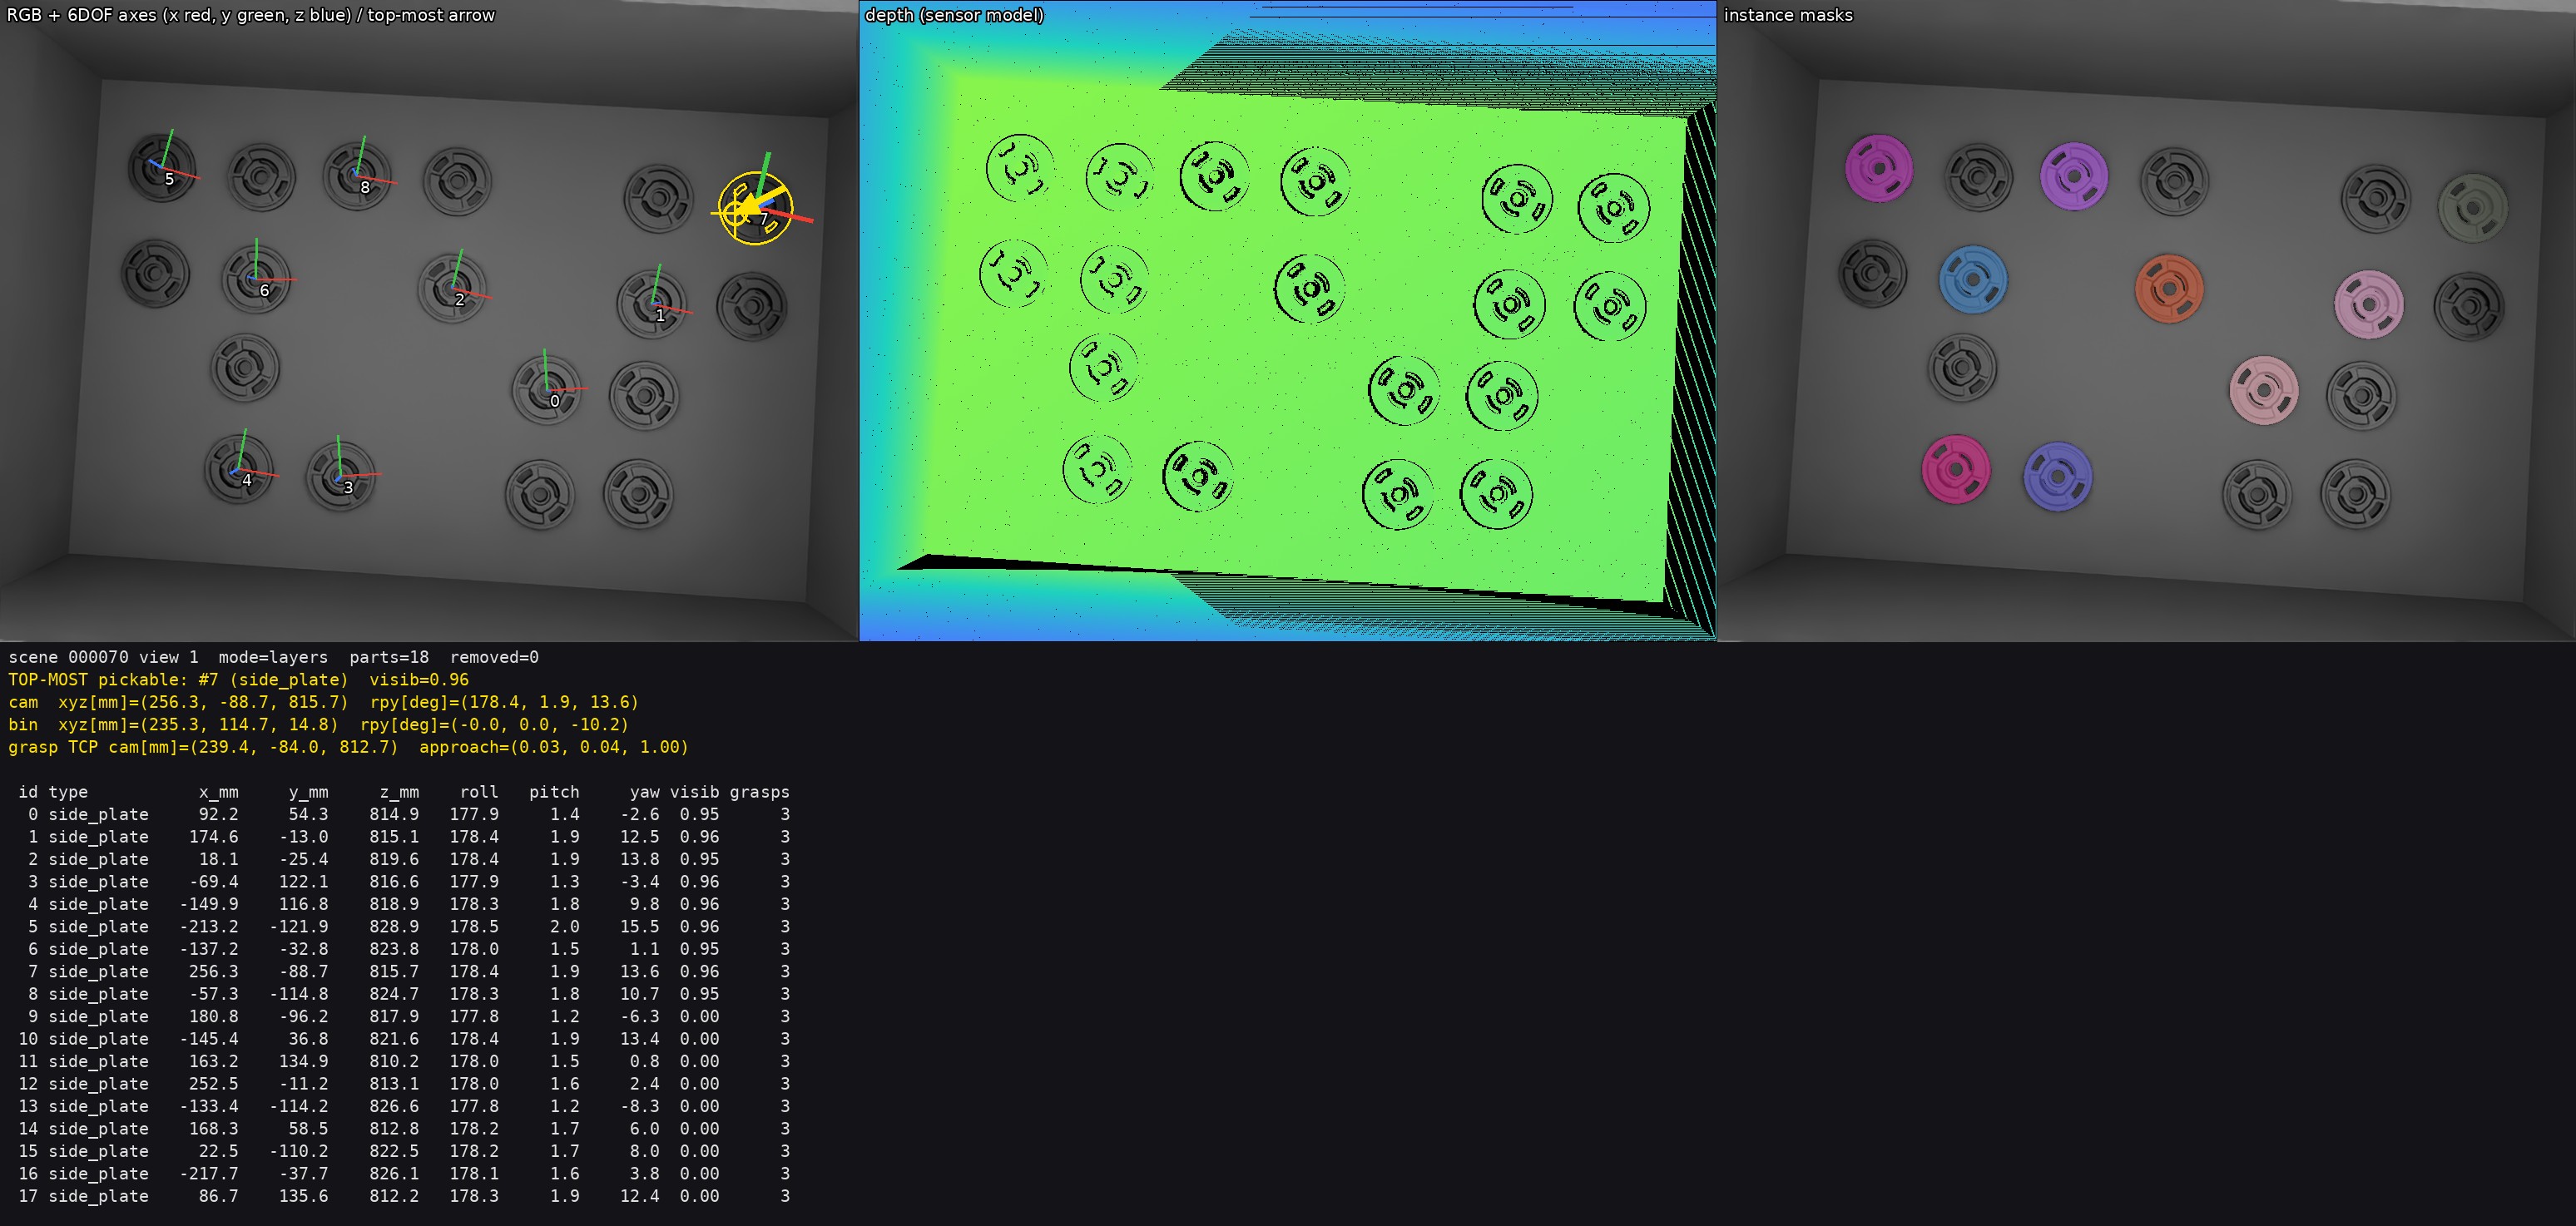 RGB + 6DOF axes (x red, y green, z blue) / top-most arrow
depth (sensor model)
instance masks
5
8
7
6
2
1
0
4
3
scene 000070 view 1  mode=layers  parts=18  removed=0
TOP-MOST pickable: #7 (side_plate)  visib=0.96
cam  xyz[mm]=(256.3, -88.7, 815.7)  rpy[deg]=(178.4, 1.9, 13.6)
bin  xyz[mm]=(235.3, 114.7, 14.8)  rpy[deg]=(-0.0, 0.0, -10.2)
grasp TCP cam[mm]=(239.4, -84.0, 812.7)  approach=(0.03, 0.04, 1.00)
id type x_mm y_mm z_mm roll pitch yaw visib grasps
0 side_plate 92.2 54.3 814.9 177.9 1.4 -2.6 0.95 3
1 side_plate 174.6 -13.0 815.1 178.4 1.9 12.5 0.96 3
2 side_plate 18.1 -25.4 819.6 178.4 1.9 13.8 0.95 3
3 side_plate -69.4 122.1 816.6 177.9 1.3 -3.4 0.96 3
4 side_plate -149.9 116.8 818.9 178.3 1.8 9.8 0.96 3
5 side_plate -213.2 -121.9 828.9 178.5 2.0 15.5 0.96 3
6 side_plate -137.2 -32.8 823.8 178.0 1.5 1.1 0.95 3
7 side_plate 256.3 -88.7 815.7 178.4 1.9 13.6 0.96 3
8 side_plate -57.3 -114.8 824.7 178.3 1.8 10.7 0.95 3
9 side_plate 180.8 -96.2 817.9 177.8 1.2 -6.3 0.00 3
10 side_plate -145.4 36.8 821.6 178.4 1.9 13.4 0.00 3
11 side_plate 163.2 134.9 810.2 178.0 1.5 0.8 0.00 3
12 side_plate 252.5 -11.2 813.1 178.0 1.6 2.4 0.00 3
13 side_plate -133.4 -114.2 826.6 177.8 1.2 -8.3 0.00 3
14 side_plate 168.3 58.5 812.8 178.2 1.7 6.0 0.00 3
15 side_plate 22.5 -110.2 822.5 178.2 1.7 8.0 0.00 3
16 side_plate -217.7 -37.7 826.1 178.1 1.6 3.8 0.00 3
17 side_plate 86.7 135.6 812.2 178.3 1.9 12.4 0.00 3